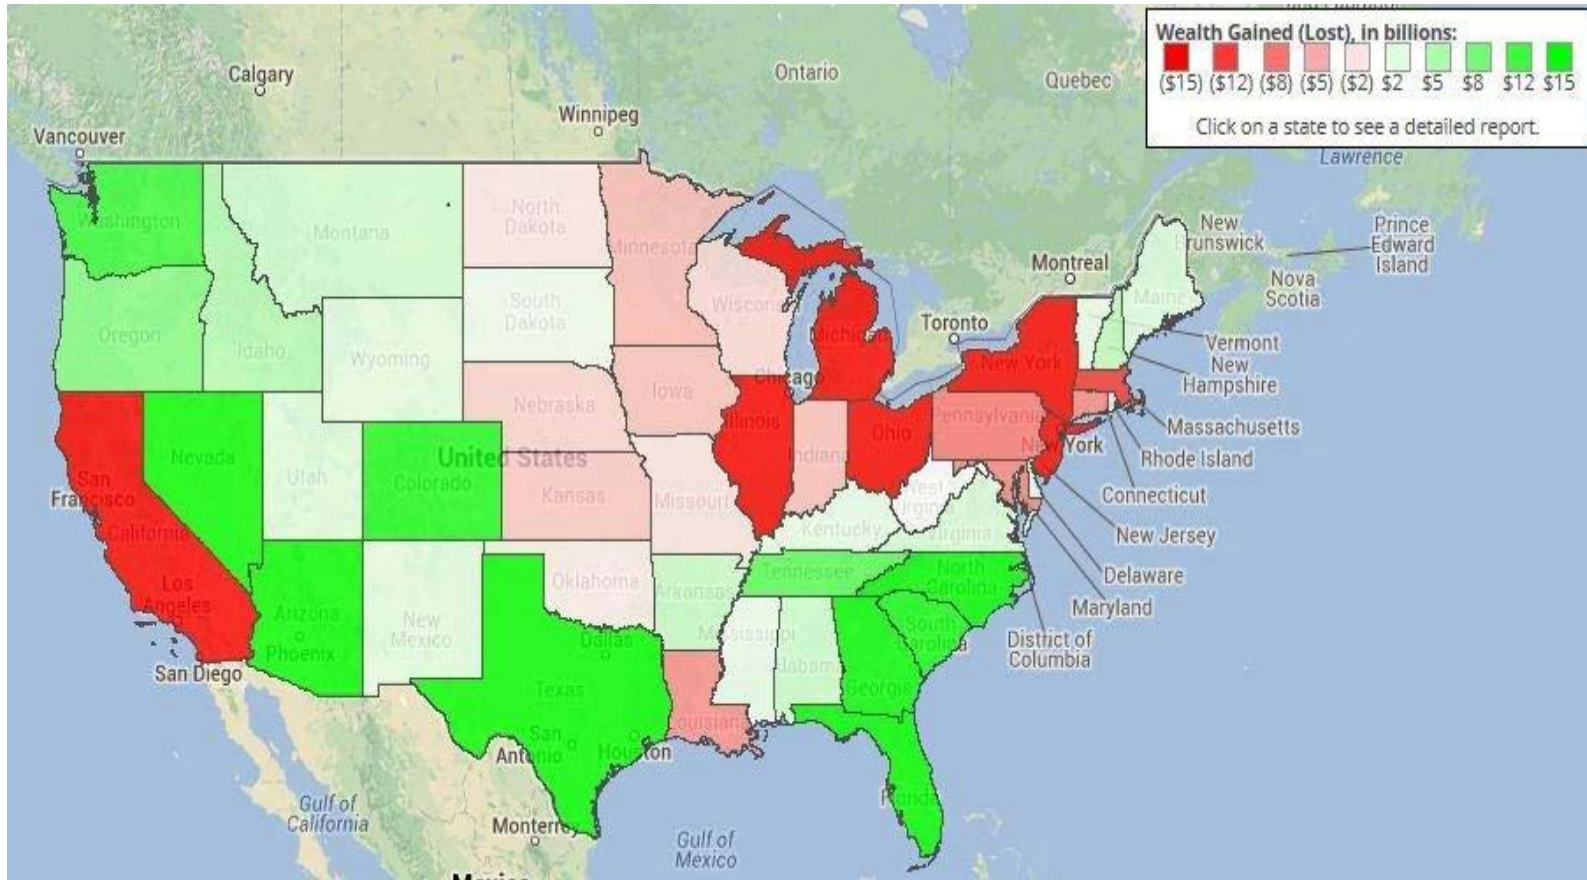 Wealth Gained (Lost), in billions:
($15) ($12) ($8) ($5) ($2) $2 $5 $8 $12 $15
Click on a state to see a detailed report.
Calgary
Ontario
Quebec
Winnipeg
Vancouver
Lawrence
Washington
Montana
North
Dakota
Minnesota
New
Brunswick
Prince
Edward
Island
Montreal
Nova
Scotia
Maine
Oregon
Idaho
Wyoming
South
Dakota
Wisconsin
Michigan
Toronto
New York
Vermont
New
Hampshire
Chicago
Iowa
Nebraska
Illinois
Ohio
Pennsylvania
Massachusetts
New York
Rhode Island
Nevada
Utah
United States
Colorado
Kansas
Missouri
Indiana
West
Virginia
Kentucky
Virginia
Connecticut
New Jersey
San
Francisco
California
Los
Angeles
San Diego
Arizona
Phoenix
New
Mexico
Oklahoma
Arkansas
Tennessee
North
Carolina
South
Carolina
Delaware
Maryland
District of
Columbia
Dallas
Mississippi
Alabama
Georgia
Texas
San
Antonio
Houston
Louisiana
Florida
Gulf of
California
Monterrey
Gulf of
Mexico
Mexico